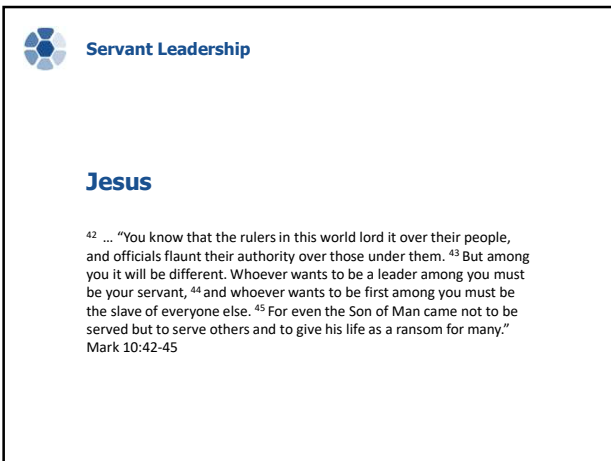 Servant Leadership
Jesus
42 ... “You know that the rulers in this world lord it over their people,
and officials flaunt their authority over those under them. 43 But among
you it will be different. Whoever wants to be a leader among you must
be your servant, 44 and whoever wants to be first among you must be
the slave of everyone else. 45 For even the Son of Man came not to be
served but to serve others and to give his life as a ransom for many.”
Mark 10:42-45